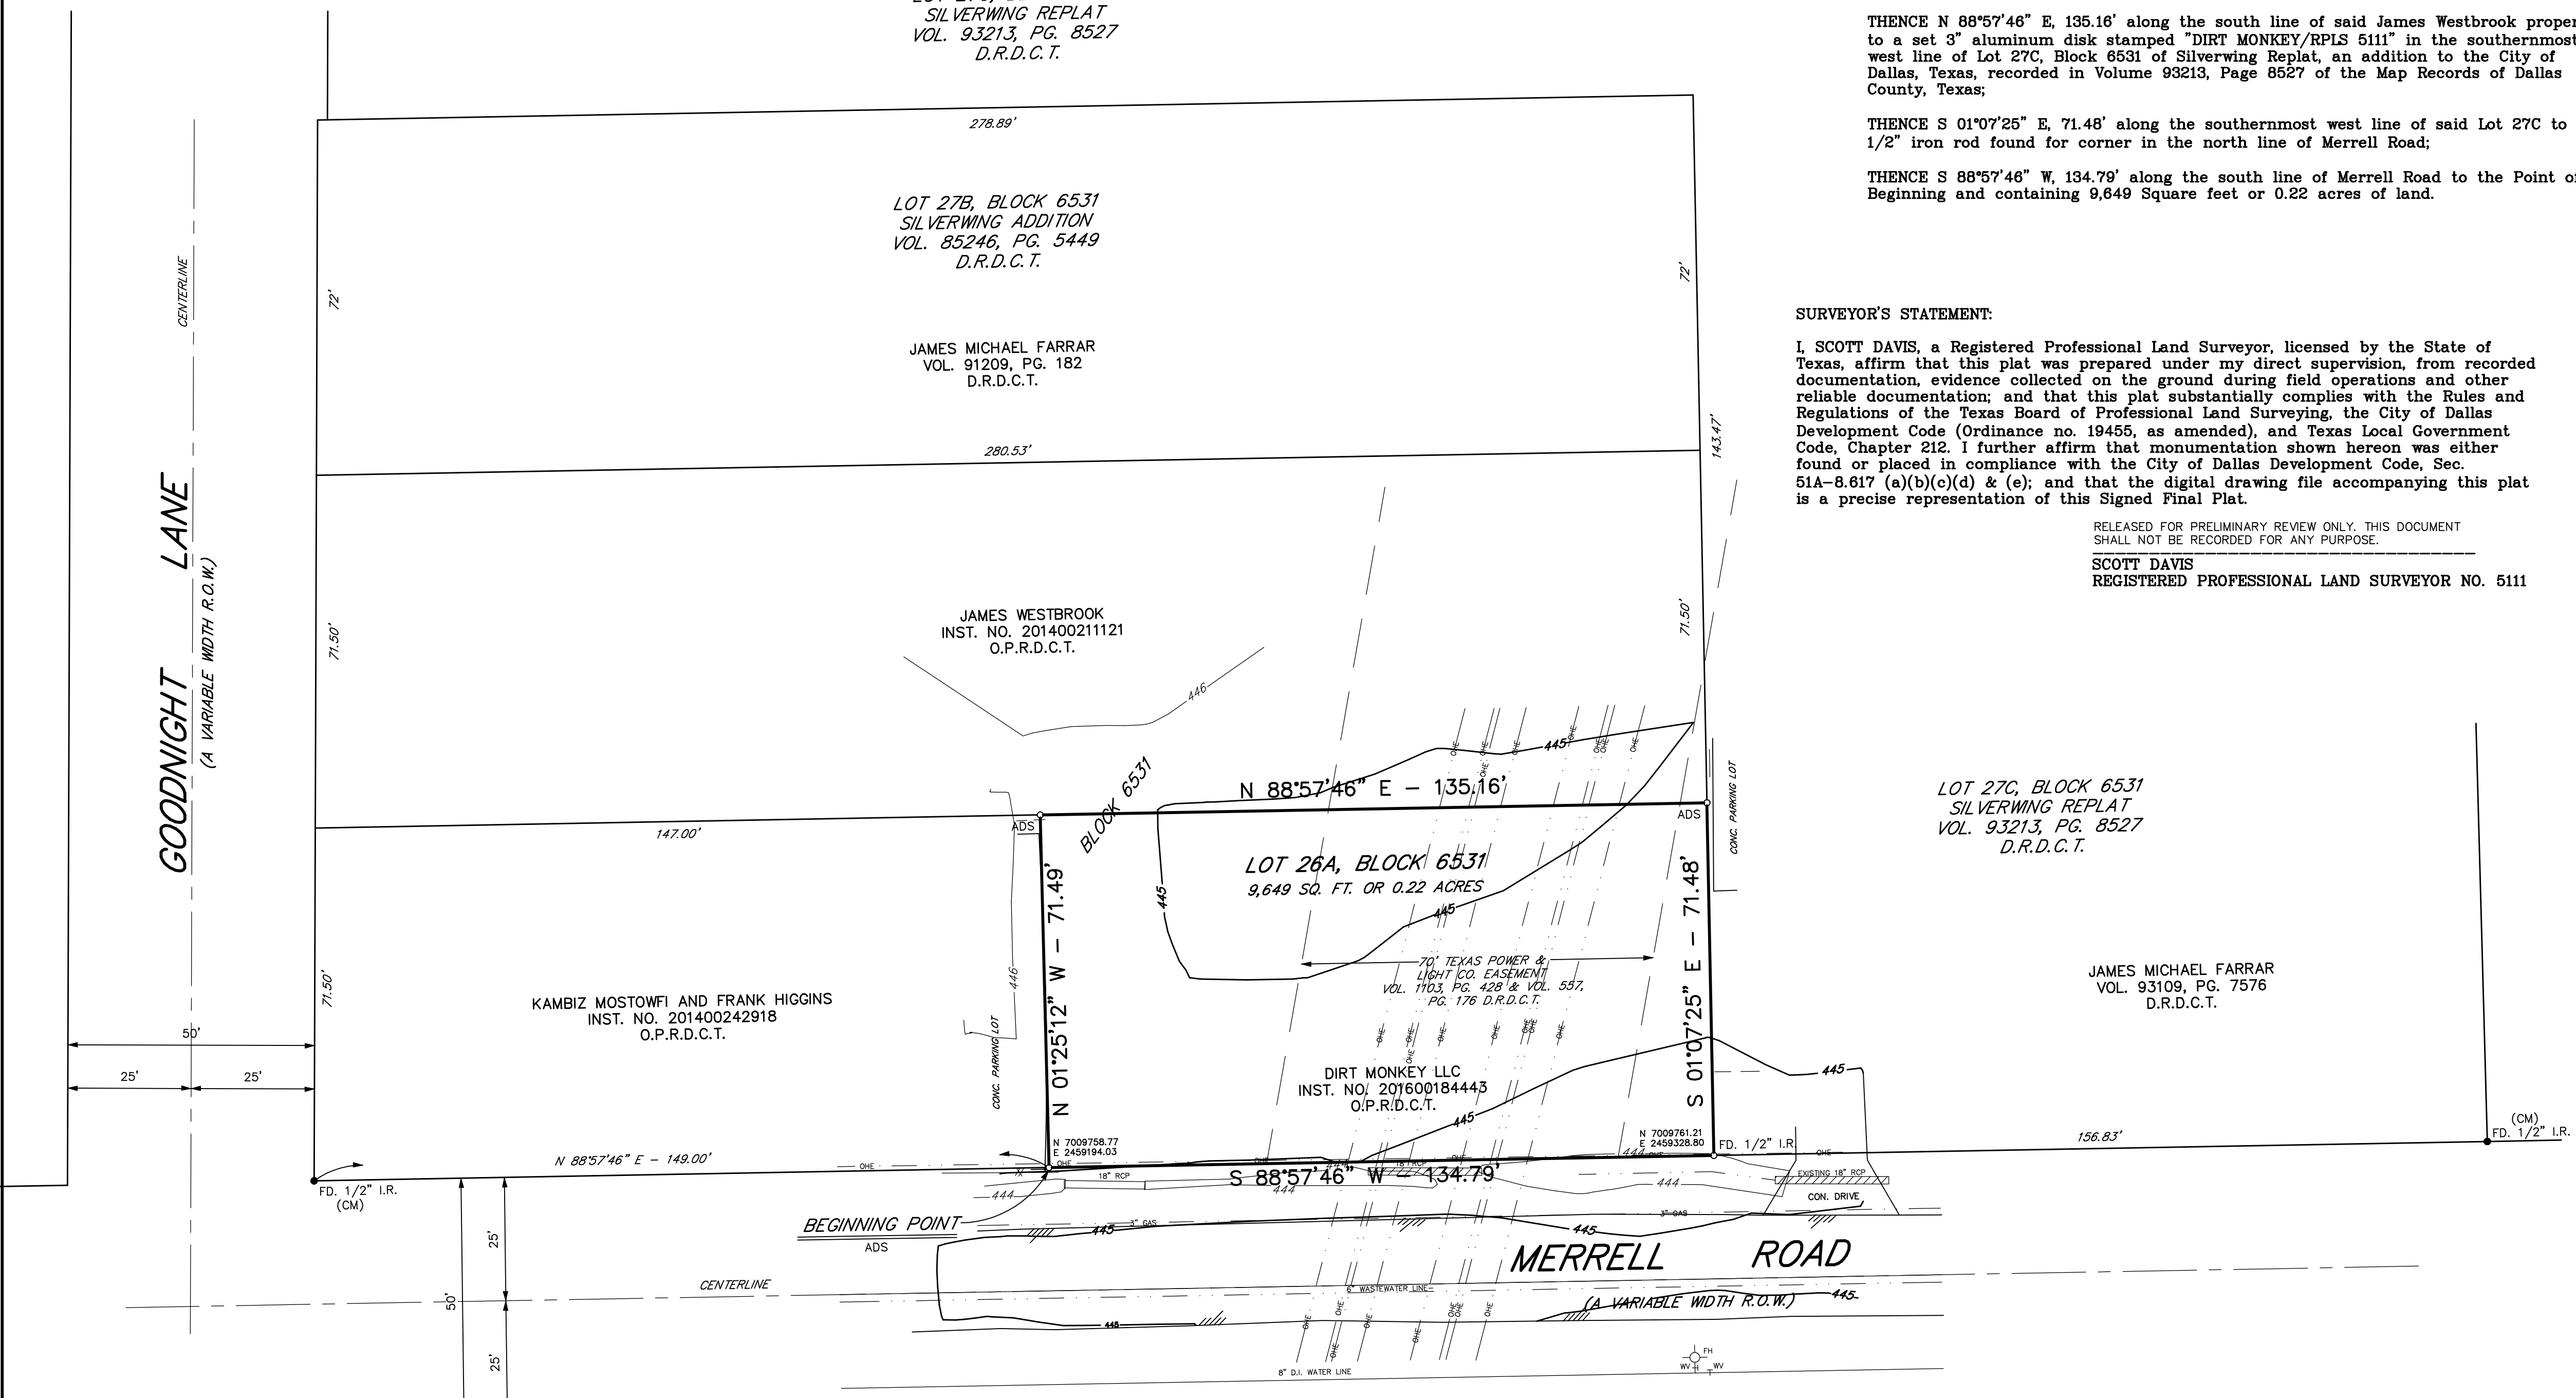 SILVERWING REPLAT
VOL. 93213, PG. 8527
D.R.D.C.T.
278.89'
LOT 27B, BLOCK 6531
SILVERWING ADDITION
VOL. 85246, PG. 5449
D.R.D.C.T.
72'
72'
CENTERLINE
JAMES MICHAEL FARRAR
VOL. 91209, PG. 182
D.R.D.C.T.
280.53'
143.47'
GOODNIGHT LANE
(A VARIABLE WIDTH R.O.W.)
71.50'
JAMES WESTBROOK
INST. NO. 201400211121
O.P.R.D.C.T.
71.50'
446
445
N 88°57'46" E - 135.16'
BLOCK 6531
ADS
ADS
CONC. PARKING LOT
147.00'
LOT 26A, BLOCK 6531
9,649 SQ. FT. OR 0.22 ACRES
445
445
N 01°25'12" W - 71.49'
S 01°07'25" E - 71.48'
71.50'
446
CONC. PARKING LOT
KAMBIZ MOSTOWFI AND FRANK HIGGINS
INST. NO. 201400242918
O.P.R.D.C.T.
70' TEXAS POWER &
LIGHT CO. EASEMENT
VOL. 1103, PG. 428 & VOL. 557,
PG. 176 D.R.D.C.T.
DIRT MONKEY LLC
INST. NO. 201600184443
O.P.R.D.C.T.
445
445
50'
25'
25'
N 7009758.77
E 2459194.03
N 7009761.21
E 2459328.80
FD. 1/2" I.R.
LOT 27C, BLOCK 6531
SILVERWING REPLAT
VOL. 93213, PG. 8527
D.R.D.C.T.
JAMES MICHAEL FARRAR
VOL. 93109, PG. 7576
D.R.D.C.T.
156.83'
(CM)
FD. 1/2" I.R.
N 88°57'46" E - 149.00'
FD. 1/2" I.R.
(CM)
OHE
OHE
18" RCP
18" RCP
S 88°57'46" W - 134.79'
444
444
444
444
EXISTING 18" RCP
CON. DRIVE
BEGINNING POINT
ADS
3" GAS
3" GAS
445
445
MERRELL ROAD
(A VARIABLE WIDTH R.O.W.)
CENTERLINE
6" WASTEWATER LINE
445
445
25'
50'
25'
8" D.I. WATER LINE
FH
WV
WV
THENCE N 88°57'46" E, 135.16' along the south line of said James Westbrook
to a set 3" aluminum disk stamped "DIRT MONKEY/RPLS 5111" in the southernmost
west line of Lot 27C, Block 6531 of Silverwing Replat, an addition to the City of
Dallas, Texas, recorded in Volume 93213, Page 8527 of the Map Records of Dallas
County, Texas;
THENCE S 01°07'25" E, 71.48' along the southernmost west line of said Lot 27C to
1/2" iron rod found for corner in the north line of Merrell Road;
THENCE S 88°57'46" W, 134.79' along the south line of Merrell Road to the Point
Beginning and containing 9,649 Square feet or 0.22 acres of land.
SURVEYOR'S STATEMENT:
I, SCOTT DAVIS, a Registered Professional Land Surveyor, licensed by the State of
Texas, affirm that this plat was prepared under my direct supervision, from recorded
documentation, evidence collected on the ground during field operations and other
reliable documentation; and that this plat substantially complies with the Rules and
Regulations of the Texas Board of Professional Land Surveying, the City of Dallas
Development Code (Ordinance no. 19455, as amended), and Texas Local Government
Code, Chapter 212. I further affirm that monumentation shown hereon was either
found or placed in compliance with the City of Dallas Development Code, Sec.
51A-8.617 (a)(b)(c)(d) & (e); and that the digital drawing file accompanying this plat
is a precise representation of this Signed Final Plat.
RELEASED FOR PRELIMINARY REVIEW ONLY. THIS DOCUMENT
SHALL NOT BE RECORDED FOR ANY PURPOSE.
SCOTT DAVIS
REGISTERED PROFESSIONAL LAND SURVEYOR NO. 5111